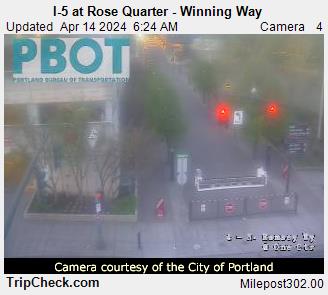 I-5 at Rose Quarter - Winning Way
Updated Apr 14 2024 6:24 AM Camera 4
PBOT
PORTLAND BUREAU OF TRANSPORTATION
Camera courtesy of the City of Portland
TripCheck.com Milepost302.00